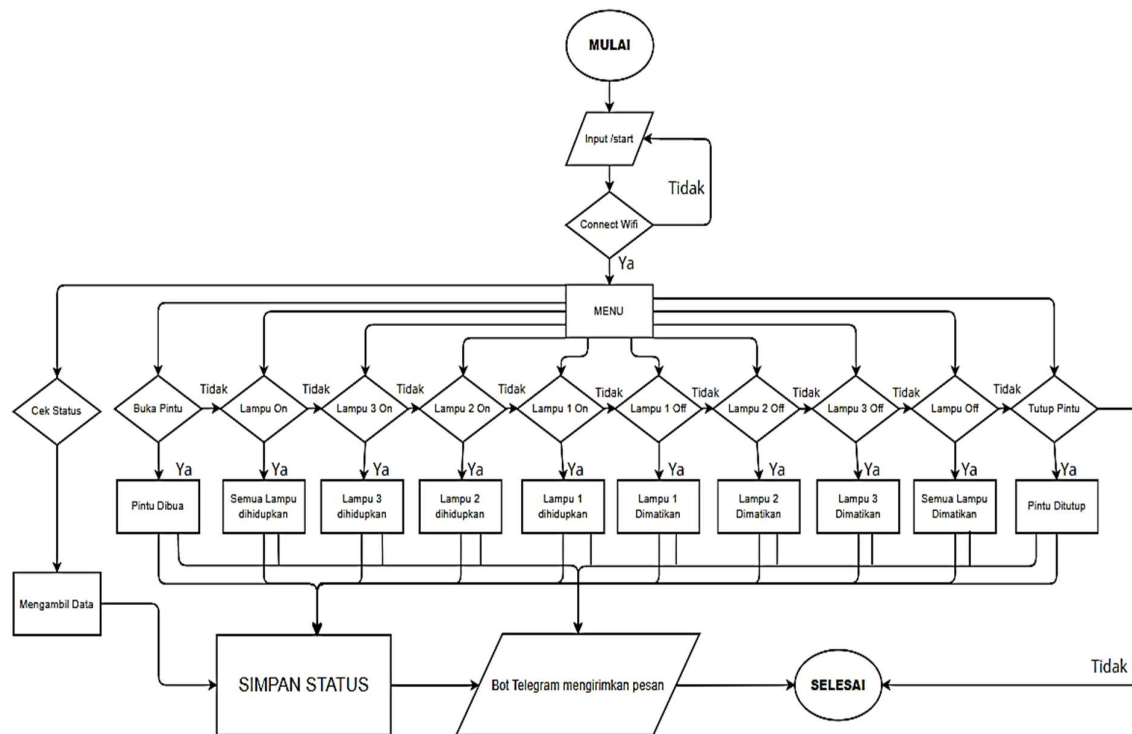 MULAI
Input /start
Tidak
Connect Wifi
Ya
MENU
Cek Status
Buka Pintu
Tidak
Lampu On
Tidak
Lampu 3 On
Tidak
Lampu 2 On
Tidak
Lampu 1 On
Tidak
Lampu 1 Off
Tidak
Lampu 2 Off
Tidak
Lampu 3 Off
Tidak
Lampu Off
Tidak
Tutup Pintu
Ya
Ya
Ya
Ya
Ya
Ya
Ya
Ya
Ya
Ya
Pintu Dibua
Semua Lampu
dihidupkan
Lampu 3
dihidupkan
Lampu 2
dihidupkan
Lampu 1
dihidupkan
Lampu 1
Dimatikan
Lampu 2
Dimatikan
Lampu 3
Dimatikan
Semua Lampu
Dimatikan
Pintu Ditutup
Mengambil Data
SIMPAN STATUS
Bot Telegram mengirimkan pesan
SELESAI
Tidak